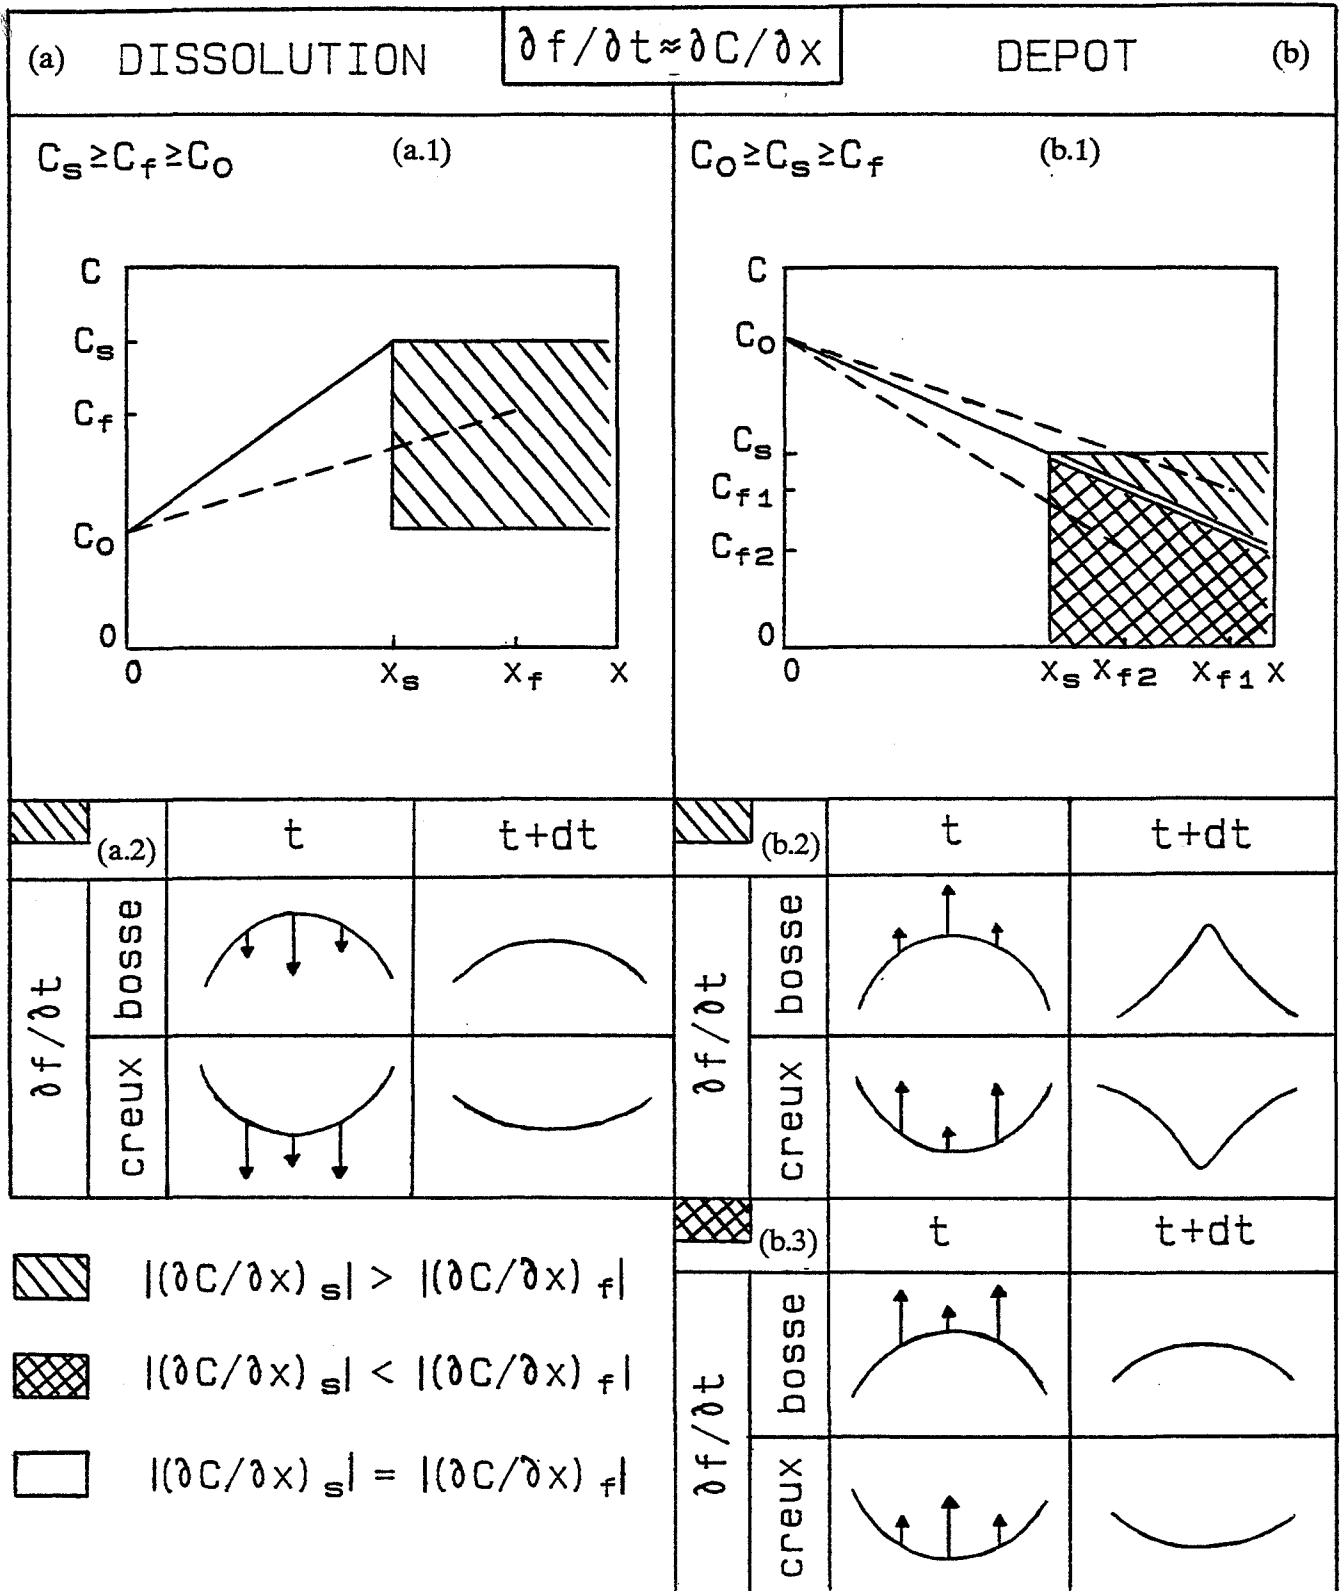 (a) DISSOLUTION
∂f/∂t≈∂C/∂x
DEPOT (b)
Cs≥Cf≥Co (a.1)
C
Cs
Cf
Co
0
0 xs xf x
Co≥Cs≥Cf (b.1)
C
Co
Cs
Cf1
Cf2
0
0 xs xf2 xf1 x
(a.2) t t+dt
∂f/∂t
bosse
creux
(b.2) t t+dt
∂f/∂t
bosse
creux
|(∂C/∂x) s| > |(∂C/∂x) f|
|(∂C/∂x) s| < |(∂C/∂x) f|
|(∂C/∂x) s| = |(∂C/∂x) f|
(b.3) t t+dt
∂f/∂t
bosse
creux